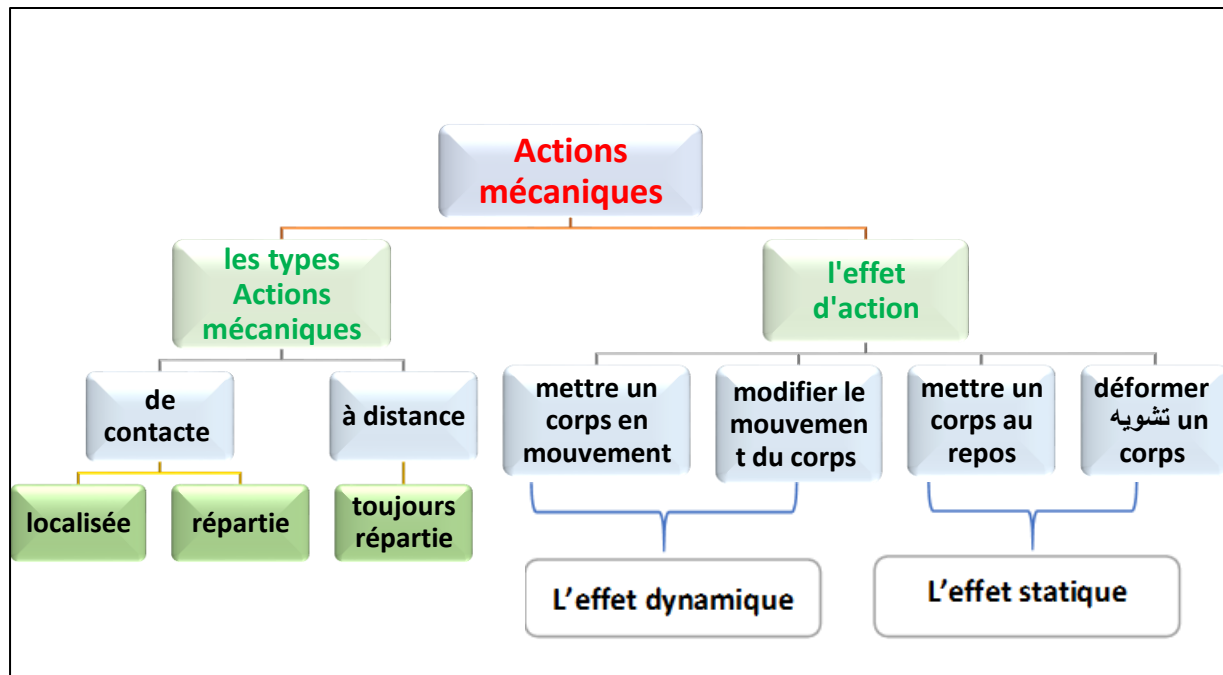 Actions
mécaniques
les types
Actions
mécaniques
l'effet
d'action
de
contacte
à distance
mettre un
corps en
mouvement
modifier le
mouvemen
t du corps
mettre un
corps au
repos
déformer
تشويه un
corps
localisée
répartie
toujours
répartie
L’effet dynamique
L’effet statique